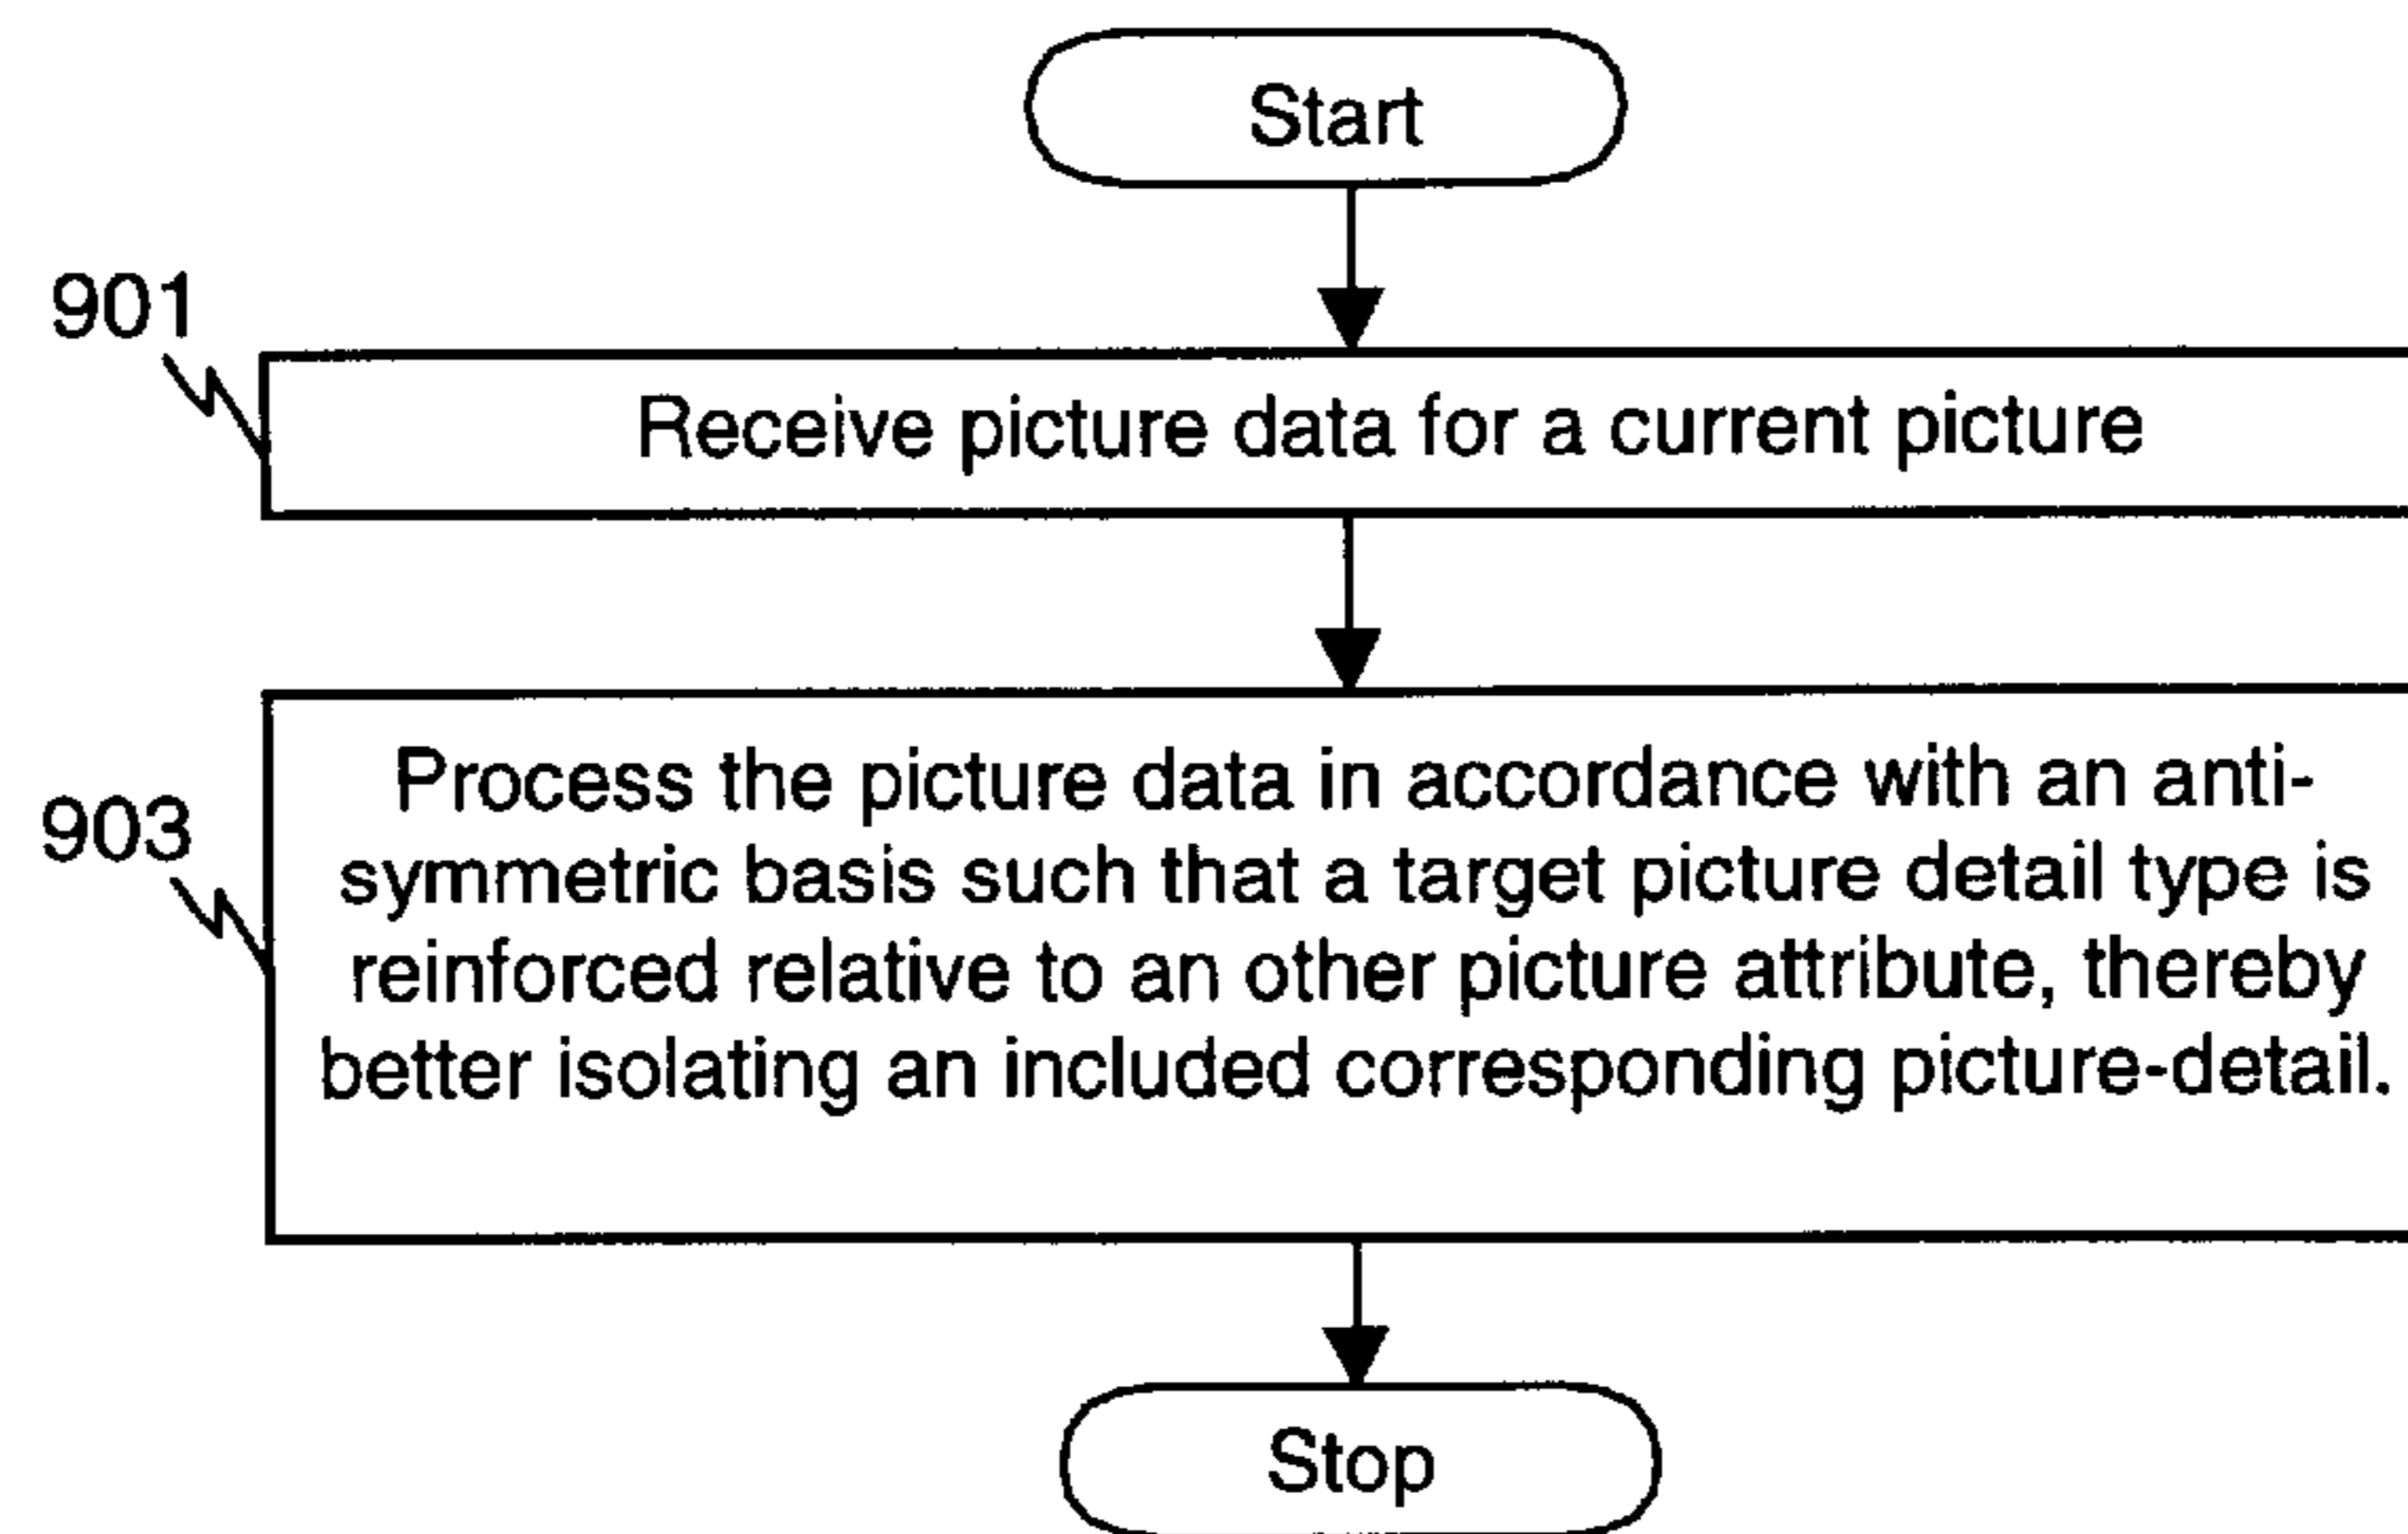 Start
901
Receive picture data for a current picture
903
Process the picture data in accordance with an anti-
symmetric basis such that a target picture detail type is
reinforced relative to an other picture attribute, thereby
better isolating an included corresponding picture-detail.
Stop